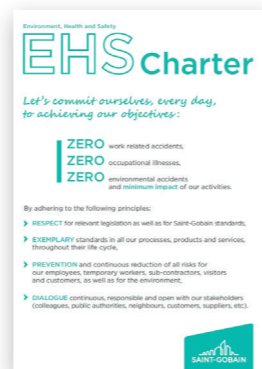 Environment, Health and Safety
EHS Charter
Let's commit ourselves, every day,
to achieving our objectives:
ZERO work related accidents,
ZERO occupational illnesses,
ZERO environmental accidents
and minimum impact of our activities.
By adhering to the following principles:
RESPECT for relevant legislation as well as for Saint-Gobain standards,
EXEMPLARY standards in all our processes, products and services,
throughout their life cycle,
PREVENTION and continuous reduction of all risks for
our employees, temporary workers, sub-contractors, visitors
and customers, as well as for the environment,
DIALOGUE continuous, responsible and open with our stakeholders
(colleagues, public authorities, neighbours, customers, suppliers, etc).
SAINT-GOBAIN